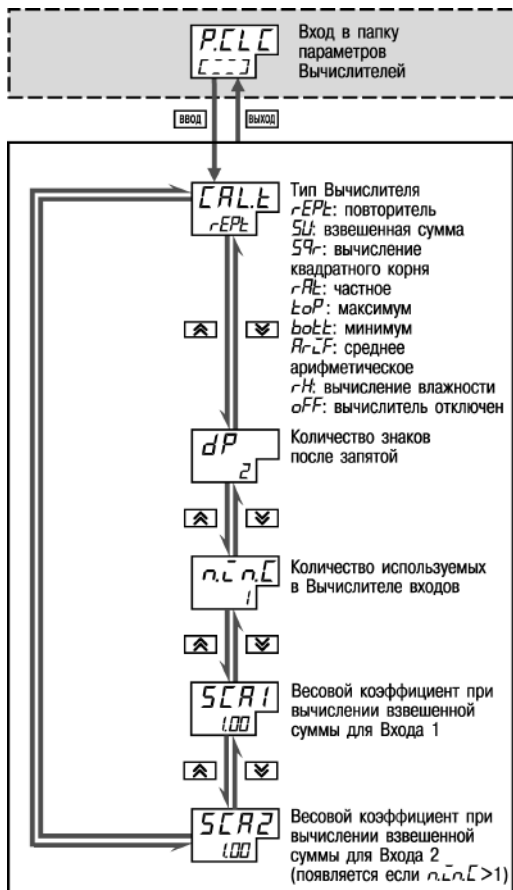 P.CLC
[---]
Вход в папку
параметров
Вычислителей
ВВОД
ВЫХОД
CAL.t
rEPt
Тип Вычислителя
rEPt: повторитель
SU: взвешенная сумма
Sqr: вычисление
квадратного корня
rAt: частное
toP: максимум
bott: минимум
AriF: среднее
арифметическое
rH: вычисление влажности
oFF: вычислитель отключен
dP
2
Количество знаков
после запятой
n.in.C
1
Количество используемых
в Вычислителе входов
SCA1
1.00
Весовой коэффициент при
вычислении взвешенной
суммы для Входа 1
SCA2
1.00
Весовой коэффициент при
вычислении взвешенной
суммы для Входа 2
(появляется если n.in.C >1)